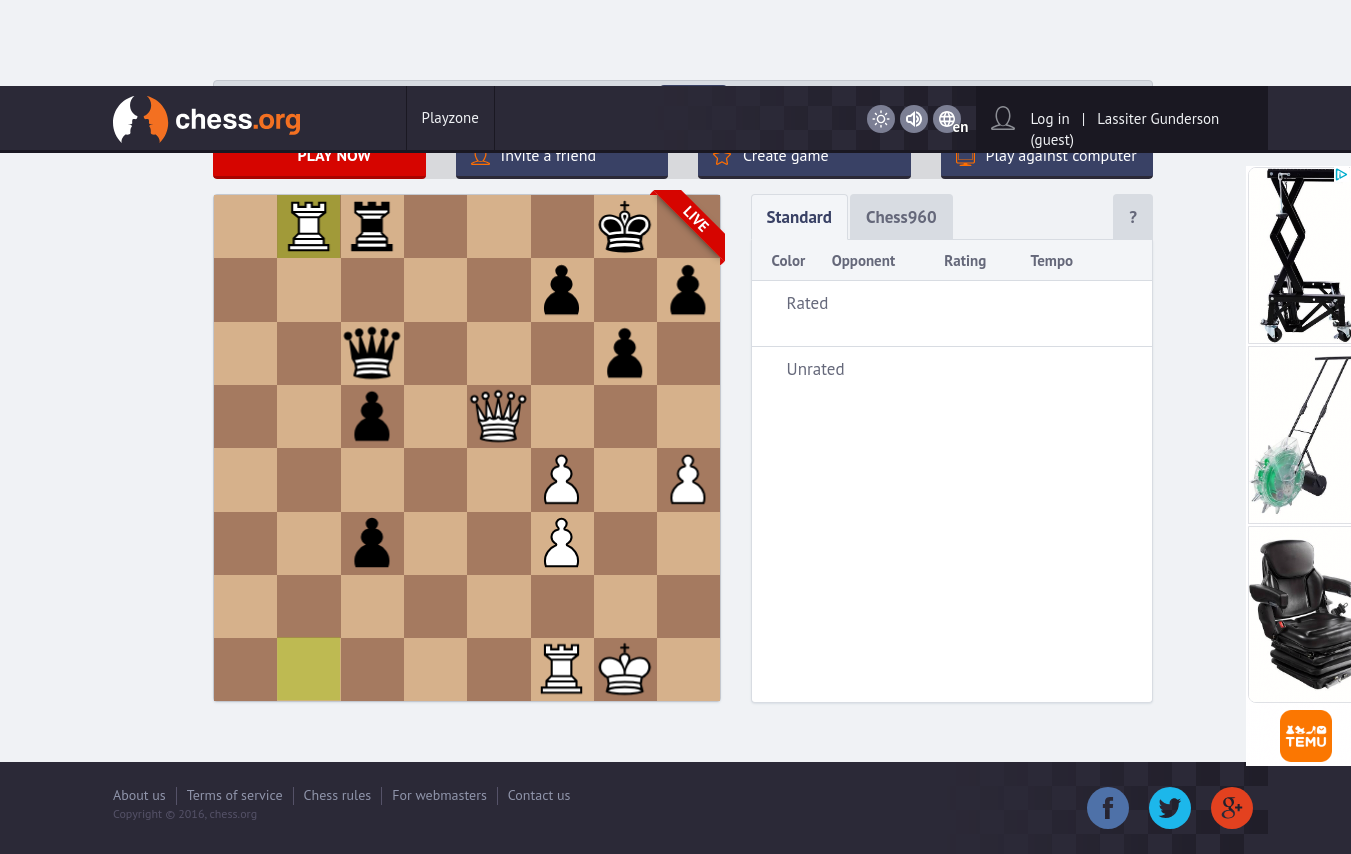 chess.org
Playzone
en
Log in | Lassiter Gunderson
(guest)
PLAY NOW
Invite a friend
Create game
Play against computer
LIVE
Standard
Chess960
?
Color Opponent Rating Tempo
Rated
Unrated
TEMU
About us
Terms of service
Chess rules
For webmasters
Contact us
Copyright © 2016, chess.org
f
g+